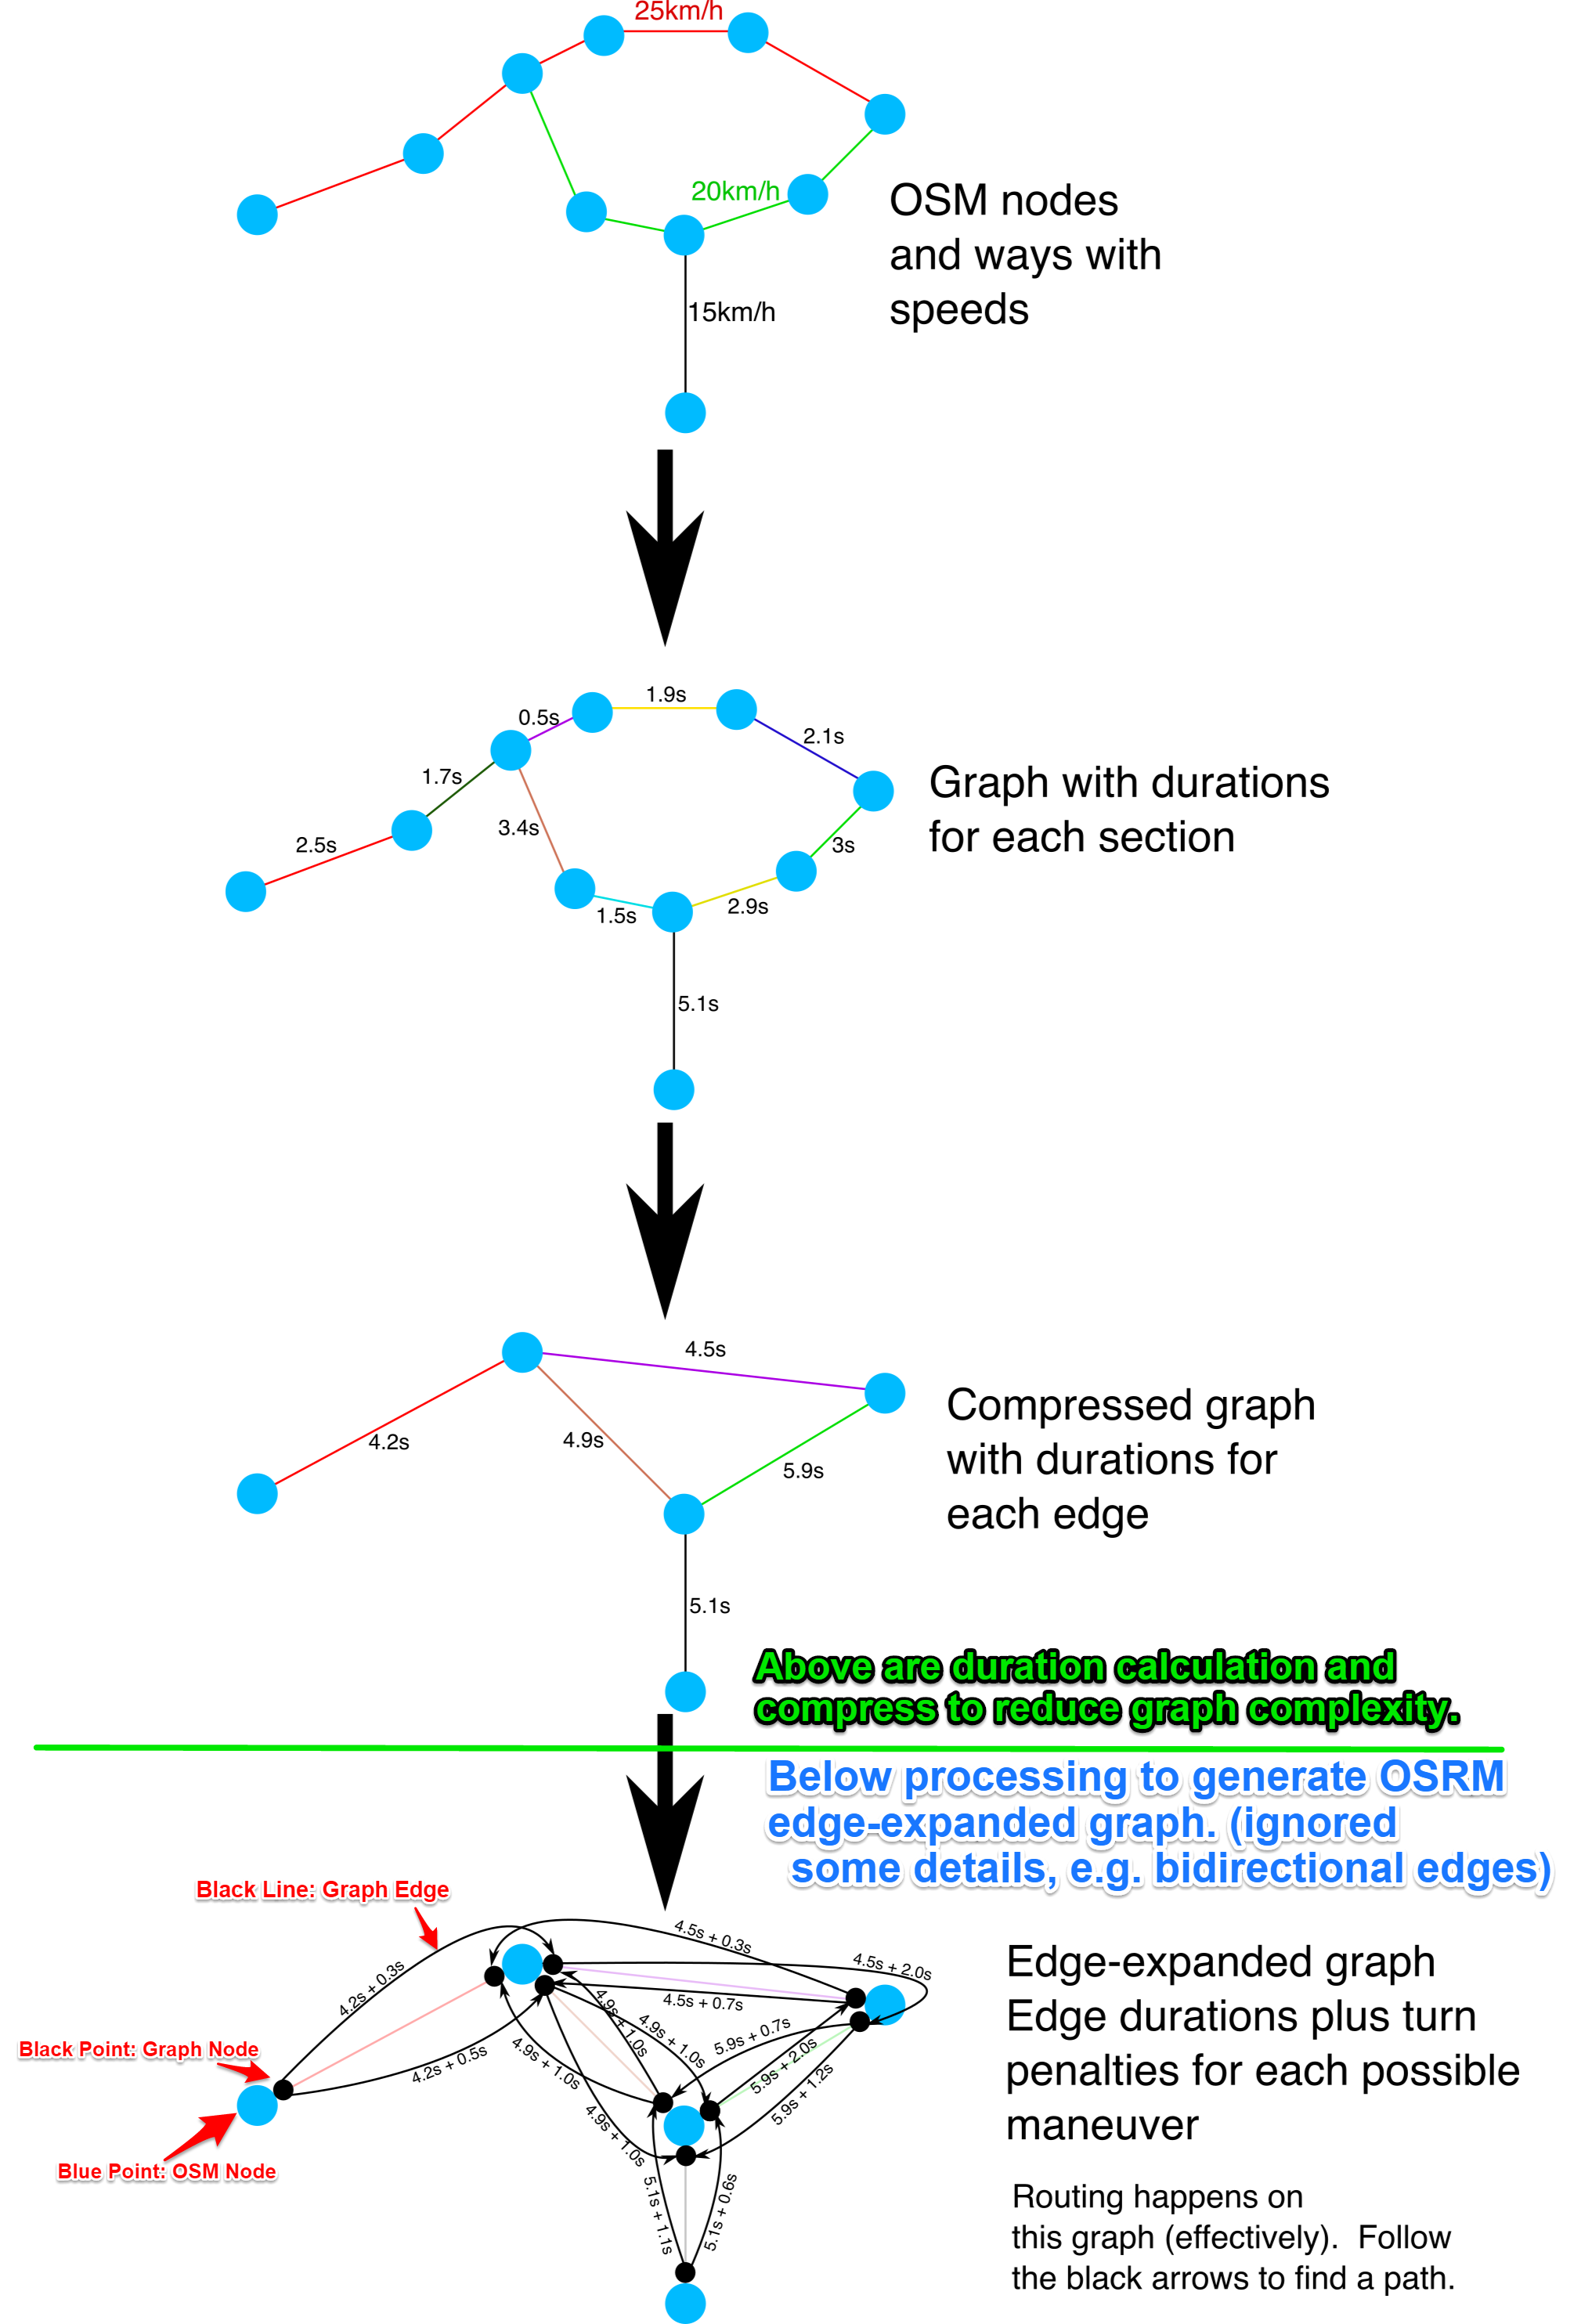 25km/h
20km/h
OSM nodes
and ways with
speeds
15km/h
1.9s
0.5s
2.1s
1.7s
Graph with durations
for each section
3.4s
3s
2.5s
2.9s
1.5s
5.1s
4.5s
4.2s
4.9s
5.9s
Compressed graph
with durations for
each edge
5.1s
Above are duration calculation and
compress to reduce graph complexity.
Below processing to generate OSRM
edge-expanded graph. (ignored
some details, e.g. bidirectional edges)
Black Line: Graph Edge
4.5s + 0.3s
4.5s + 2.0s
4.2s + 0.3s
4.5s + 0.7s
Edge-expanded graph
Edge durations plus turn
penalties for each possible
maneuver
4.9s + 1.0s
4.9s + 1.0s
5.9s + 0.7s
Black Point: Graph Node
4.2s + 0.5s
4.9s + 1.0s
5.9s + 2.0s
5.9s + 1.2s
4.9s + 1.0s
Blue Point: OSM Node
5.1s + 1.1s
5.1s + 0.6s
Routing happens on
this graph (effectively). Follow
the black arrows to find a path.